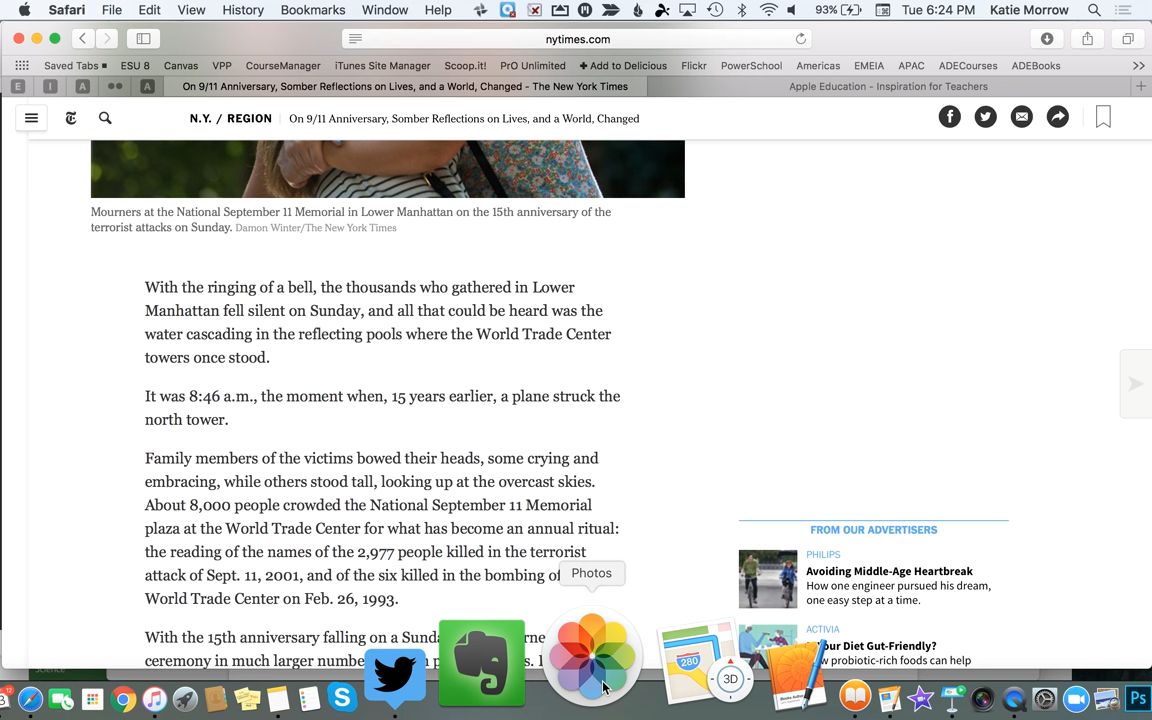 Safari File Edit View History Bookmarks Window Help 93% Tue 6:24 PM Katie Morrow
nytimes.com
Saved Tabs ESU 8 Canvas VPP CourseManager iTunes Site Manager Scoop.it! PrO Unlimited + Add to Delicious Flickr PowerSchool Americas EMEIA APAC ADECourses ADEBooks
E I A A On 9/11 Anniversary, Somber Reflections on Lives, and a World, Changed - The New York Times Apple Education - Inspiration for Teachers
N.Y. / REGION On 9/11 Anniversary, Somber Reflections on Lives, and a World, Changed
Mourners at the National September 11 Memorial in Lower Manhattan on the 15th anniversary of the
terrorist attacks on Sunday. Damon Winter/The New York Times
With the ringing of a bell, the thousands who gathered in Lower
Manhattan fell silent on Sunday, and all that could be heard was the
water cascading in the reflecting pools where the World Trade Center
towers once stood.
It was 8:46 a.m., the moment when, 15 years earlier, a plane struck the
north tower.
Family members of the victims bowed their heads, some crying and
embracing, while others stood tall, looking up at the overcast skies.
About 8,000 people crowded the National September 11 Memorial
plaza at the World Trade Center for what has become an annual ritual:
the reading of the names of the 2,977 people killed in the terrorist
attack of Sept. 11, 2001, and of the six killed in the bombing of
World Trade Center on Feb. 26, 1993.
With the 15th anniversary falling on a
ceremony in much larger
FROM OUR ADVERTISERS
PHILIPS
Avoiding Middle-Age Heartbreak
How one engineer pursued his dream,
one easy step at a time.
ACTIVIA
Your Diet Gut-Friendly?
probiotic-rich foods can help
Photos
280
3D
Ps